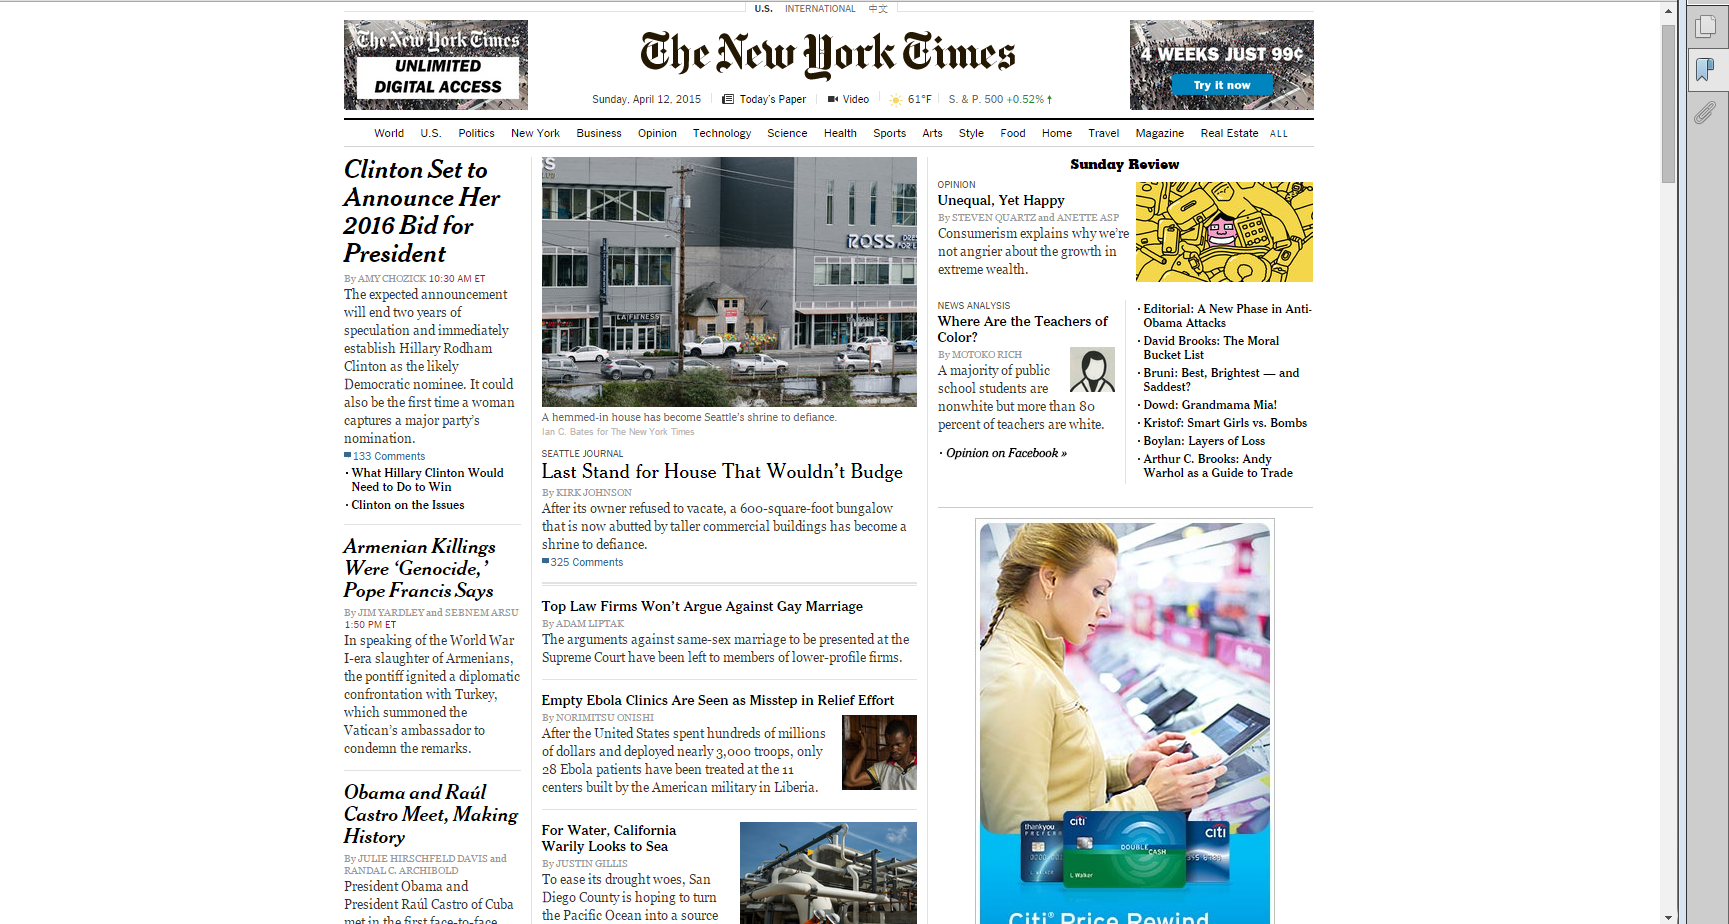 U.S. INTERNATIONAL 中文
The New York Times
UNLIMITED
DIGITAL ACCESS
The New York Times
4 WEEKS JUST 99¢
Try it now
Sunday, April 12, 2015 Today's Paper Video 61°F S. & P. 500 +0.52% ↑
World U.S. Politics New York Business Opinion Technology Science Health Sports Arts Style Food Home Travel Magazine Real Estate ALL
Clinton Set to
Announce Her
2016 Bid for
President
By AMY CHOZICK 10:30 AM ET
The expected announcement
will end two years of
speculation and immediately
establish Hillary Rodham
Clinton as the likely
Democratic nominee. It could
also be the first time a woman
captures a major party's
nomination.
133 Comments
· What Hillary Clinton Would
Need to Do to Win
· Clinton on the Issues
Armenian Killings
Were ‘Genocide,’
Pope Francis Says
By JIM YARDLEY and SEBNEM ARSU
1:50 PM ET
In speaking of the World War
I-era slaughter of Armenians,
the pontiff ignited a diplomatic
confrontation with Turkey,
which summoned the
Vatican's ambassador to
condemn the remarks.
Obama and Raúl
Castro Meet, Making
History
By JULIE HIRSCHFELD DAVIS and
RANDAL C. ARCHIBOLD
President Obama and
President Raúl Castro of Cuba
met in the first face-to-face
SS
ROSS
LA FITNESS
A hemmed-in house has become Seattle's shrine to defiance.
Ian C. Bates for The New York Times
SEATTLE JOURNAL
Last Stand for House That Wouldn't Budge
By KIRK JOHNSON
After its owner refused to vacate, a 600-square-foot bungalow
that is now abutted by taller commercial buildings has become a
shrine to defiance.
325 Comments
Top Law Firms Won't Argue Against Gay Marriage
By ADAM LIPTAK
The arguments against same-sex marriage to be presented at the
Supreme Court have been left to members of lower-profile firms.
Empty Ebola Clinics Are Seen as Misstep in Relief Effort
By NORIMITSU ONISHI
After the United States spent hundreds of millions
of dollars and deployed nearly 3,000 troops, only
28 Ebola patients have been treated at the 11
centers built by the American military in Liberia.
For Water, California
Warily Looks to Sea
By JUSTIN GILLIS
To ease its drought woes, San
Diego County is hoping to turn
the Pacific Ocean into a source
Sunday Review
OPINION
Unequal, Yet Happy
By STEVEN QUARTZ and ANETTE ASP
Consumerism explains why we're
not angrier about the growth in
extreme wealth.
NEWS ANALYSIS
Where Are the Teachers of
Color?
By MOTOKO RICH
A majority of public
school students are
nonwhite but more than 80
percent of teachers are white.
· Opinion on Facebook »
· Editorial: A New Phase in Anti-
Obama Attacks
· David Brooks: The Moral
Bucket List
· Bruni: Best, Brightest — and
Saddest?
· Dowd: Grandmama Mia!
· Kristof: Smart Girls vs. Bombs
· Boylan: Layers of Loss
· Arthur C. Brooks: Andy
Warhol as a Guide to Trade
thankyou
PREFERRED
citi
citi
DOUBLE
CASH
L Walker
Citi® Price Rewind